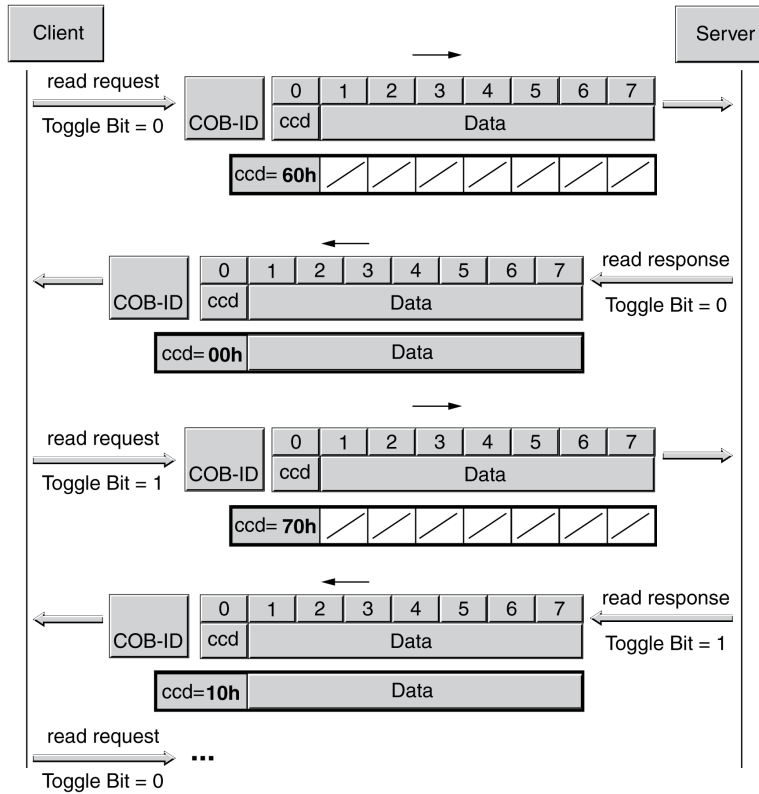 Client
Server
read request
Toggle Bit = 0
COB-ID
0 1 2 3 4 5 6 7
ccd Data
ccd= 60h
read response
Toggle Bit = 0
COB-ID
0 1 2 3 4 5 6 7
ccd Data
ccd= 00h Data
read request
Toggle Bit = 1
COB-ID
0 1 2 3 4 5 6 7
ccd Data
ccd= 70h
read response
Toggle Bit = 1
COB-ID
0 1 2 3 4 5 6 7
ccd Data
ccd=10h Data
read request
Toggle Bit = 0
...